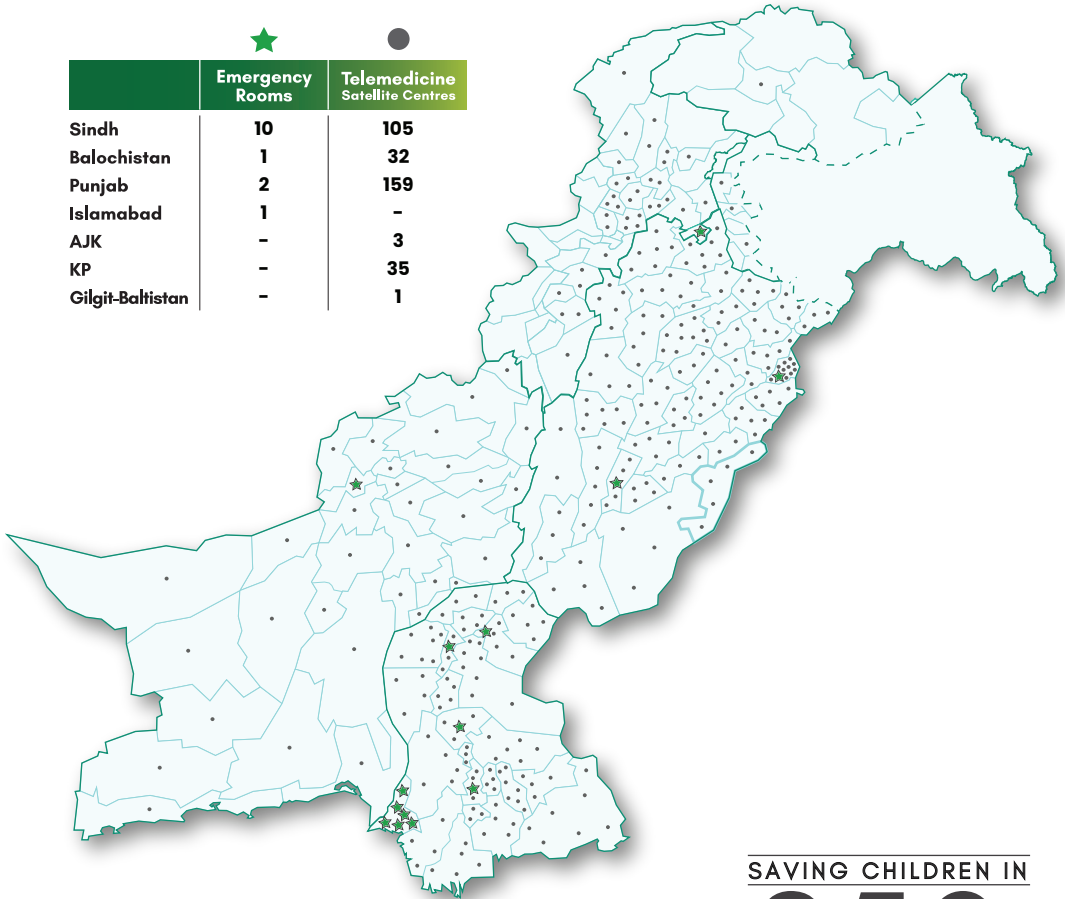 Emergency Rooms Telemedicine Satellite Centres
Sindh 10 105
Balochistan 1 32
Punjab 2 159
Islamabad 1 -
AJK - 3
KP - 35
Gilgit-Baltistan - 1
SAVING CHILDREN IN